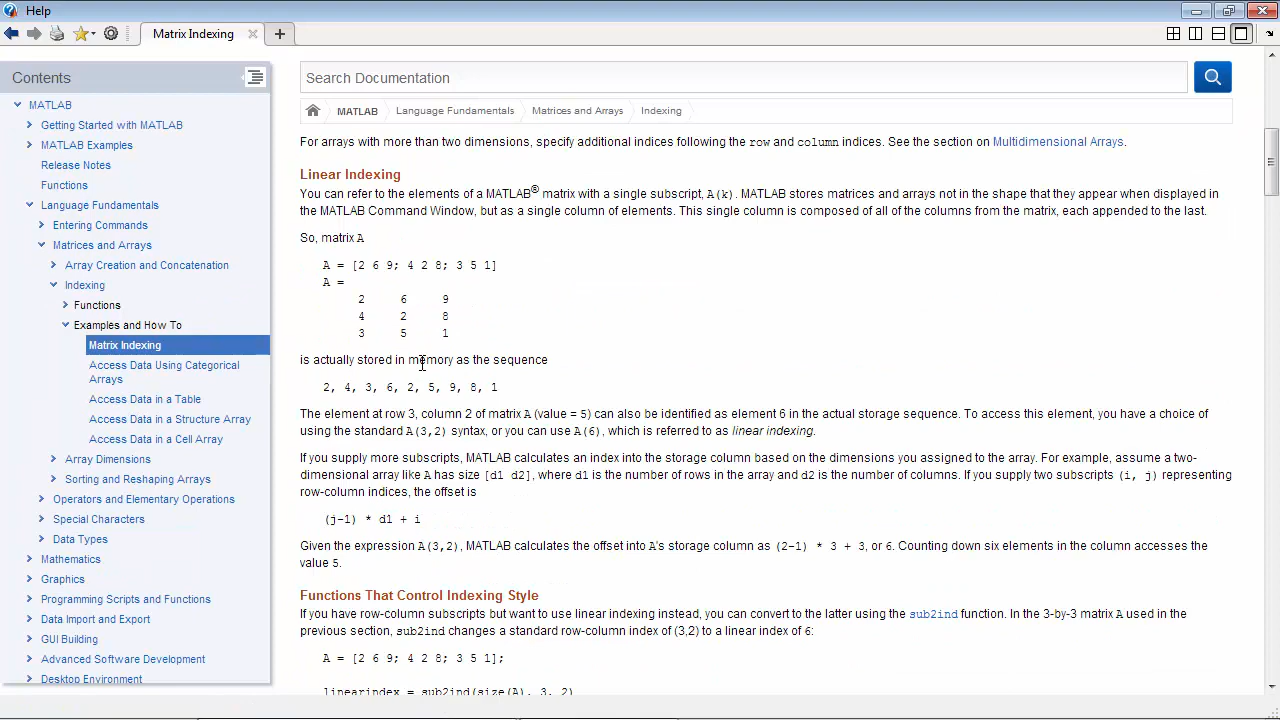 Help
Matrix Indexing
Contents
MATLAB
Getting Started with MATLAB
MATLAB Examples
Release Notes
Functions
Language Fundamentals
Entering Commands
Matrices and Arrays
Array Creation and Concatenation
Indexing
Functions
Examples and How To
Matrix Indexing
Access Data Using Categorical
Arrays
Access Data in a Table
Access Data in a Structure Array
Access Data in a Cell Array
Array Dimensions
Sorting and Reshaping Arrays
Operators and Elementary Operations
Special Characters
Data Types
Mathematics
Graphics
Programming Scripts and Functions
Data Import and Export
GUI Building
Advanced Software Development
Desktop Environment
Search Documentation
MATLAB Language Fundamentals Matrices and Arrays Indexing
For arrays with more than two dimensions, specify additional indices following the row and column indices. See the section on Multidimensional Arrays.
Linear Indexing
You can refer to the elements of a MATLAB® matrix with a single subscript, A(k). MATLAB stores matrices and arrays not in the shape that they appear when displayed in
the MATLAB Command Window, but as a single column of elements. This single column is composed of all of the columns from the matrix, each appended to the last.
So, matrix A
A = [2 6 9; 4 2 8; 3 5 1]
A =
2 6 9
4 2 8
3 5 1
is actually stored in memory as the sequence
2, 4, 3, 6, 2, 5, 9, 8, 1
The element at row 3, column 2 of matrix A (value = 5) can also be identified as element 6 in the actual storage sequence. To access this element, you have a choice of
using the standard A(3,2) syntax, or you can use A(6), which is referred to as linear indexing.
If you supply more subscripts, MATLAB calculates an index into the storage column based on the dimensions you assigned to the array. For example, assume a two-
dimensional array like A has size [d1 d2], where d1 is the number of rows in the array and d2 is the number of columns. If you supply two subscripts (i, j) representing
row-column indices, the offset is
(j-1) * d1 + i
Given the expression A(3,2), MATLAB calculates the offset into A's storage column as (2-1) * 3 + 3, or 6. Counting down six elements in the column accesses the
value 5.
Functions That Control Indexing Style
If you have row-column subscripts but want to use linear indexing instead, you can convert to the latter using the sub2ind function. In the 3-by-3 matrix A used in the
previous section, sub2ind changes a standard row-column index of (3,2) to a linear index of 6:
A = [2 6 9; 4 2 8; 3 5 1];
linearindex = sub2ind(size(A), 3, 2)